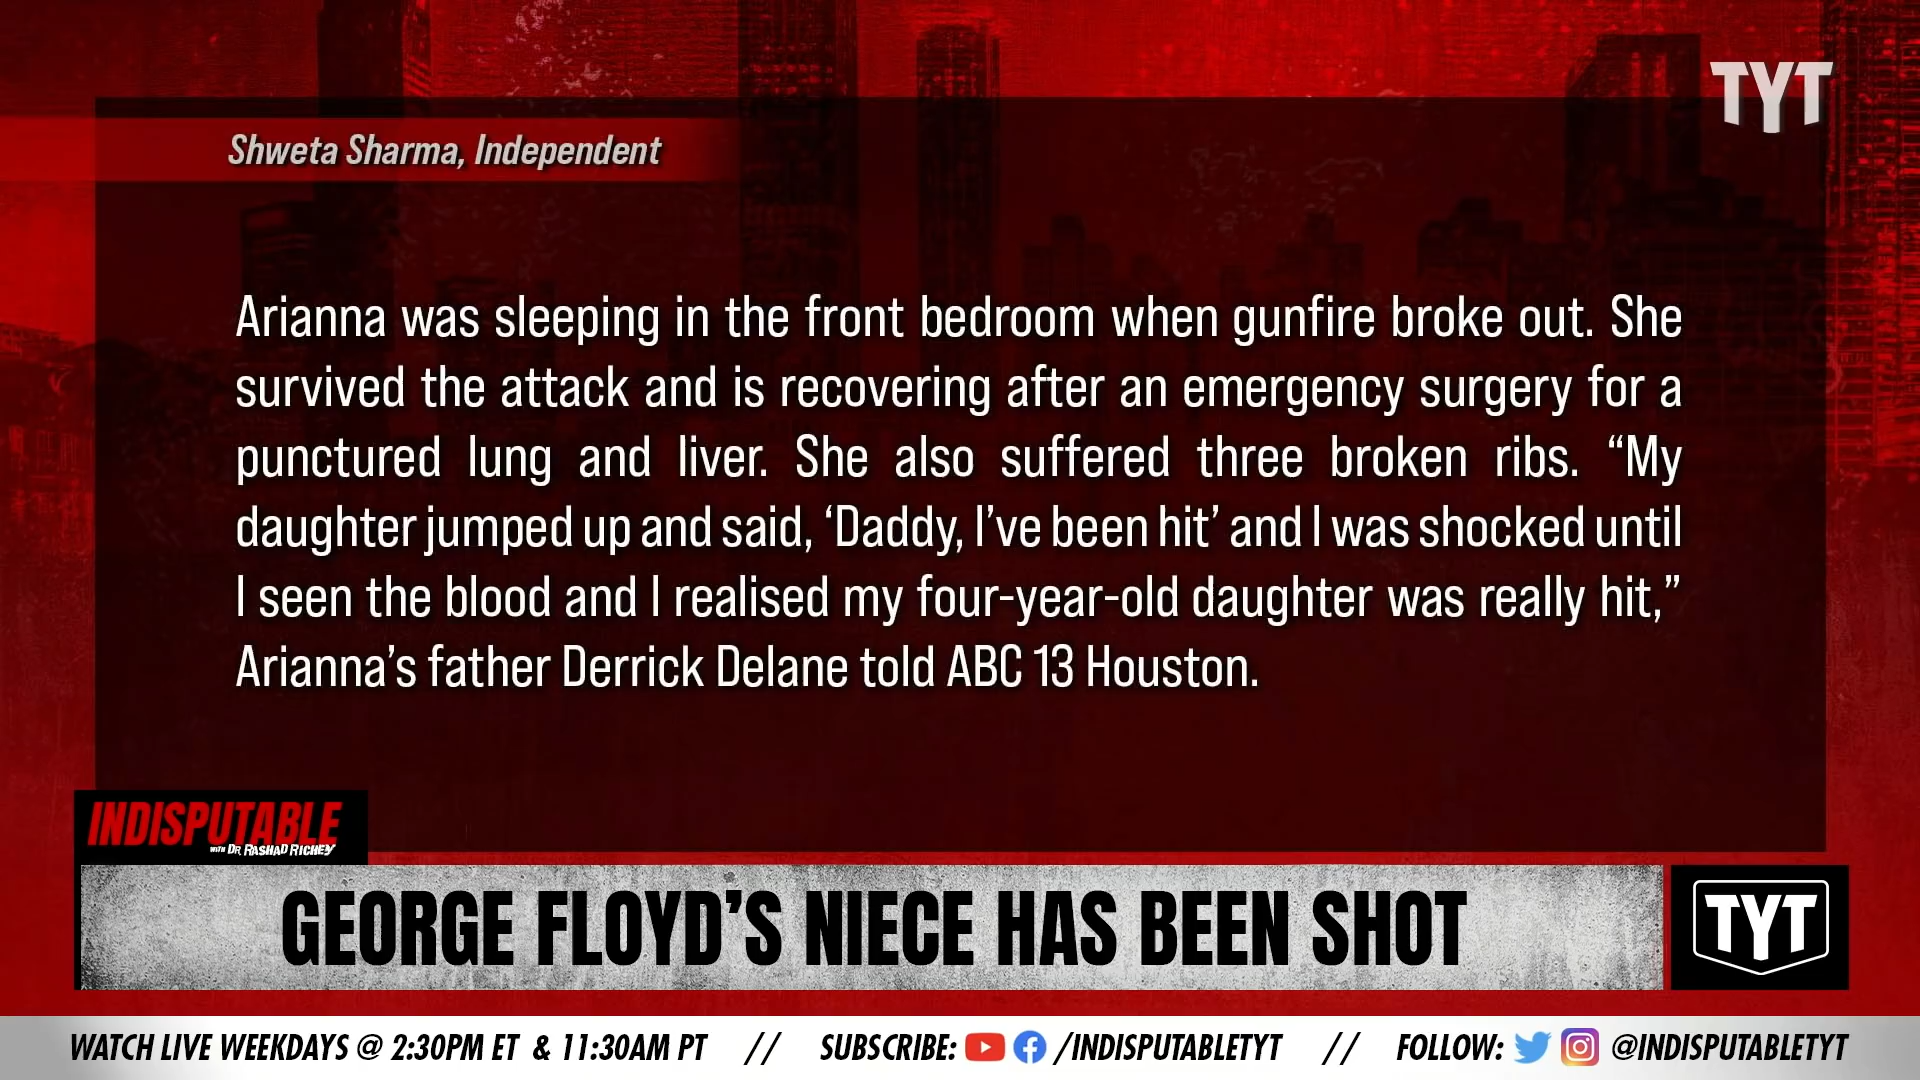 TYT
Shweta Sharma, Independent
Arianna was sleeping in the front bedroom when gunfire broke out. She
survived the attack and is recovering after an emergency surgery for a
punctured lung and liver. She also suffered three broken ribs. “My
daughter jumped up and said, ‘Daddy, I’ve been hit’ and I was shocked until
I seen the blood and I realised my four-year-old daughter was really hit,”
Arianna’s father Derrick Delane told ABC 13 Houston.
INDISPUTABLE
WITH DR RASHAD RICHEY
GEORGE FLOYD’S NIECE HAS BEEN SHOT
TYT
WATCH LIVE WEEKDAYS @ 2:30PM ET & 11:30AM PT // SUBSCRIBE: /INDISPUTABLETYT // FOLLOW: @INDISPUTABLETYT